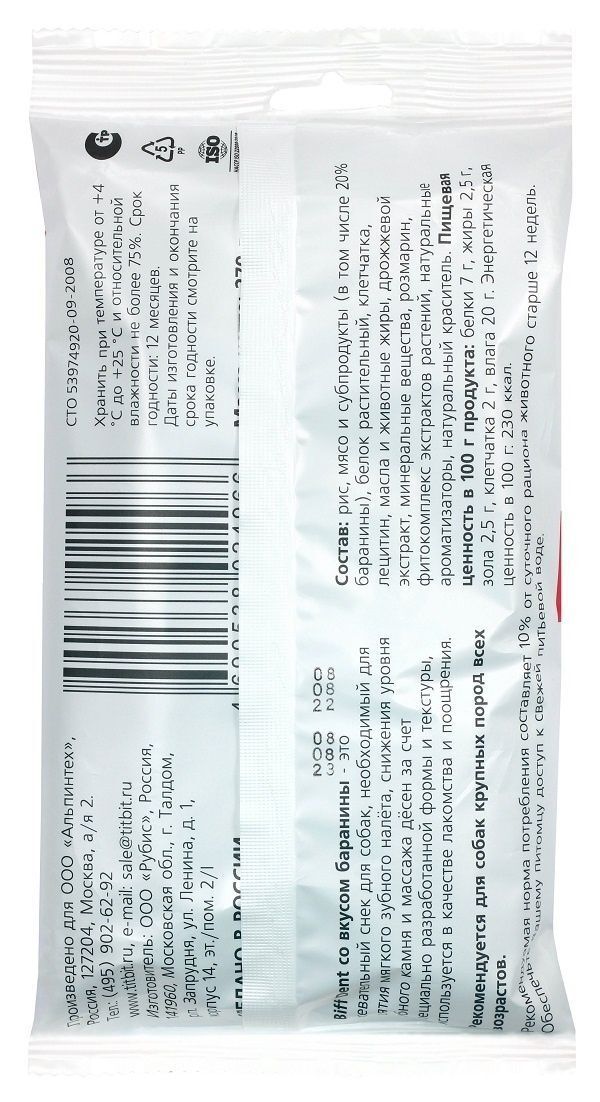 Произведено для ООО «Альпинтех»,
Россия, 127204, Москва, а/я 2.
Тел: (495) 902-62-92
www.titbit.ru, e-mail: sale@titbit.ru
Изготовитель: ООО «Рубис», Россия,
141960, Московская обл., г. Талдом,
Запрудня, ул. Ленина, д. 1,
корпус 14, эт./пом. 2/I
В РОССИИ
СТО 53974920-09-2008
Хранить при температуре от +4
°С до +25 °С и относительной
влажности не более 75%. Срок
годности: 12 месяцев.
Даты изготовления и окончания
срока годности смотрите на
упаковке.
тр
5
PP
ISO
08 08
08 08
23 22
Biff Dent со вкусом баранины - это
жевательный снек для собак, необходимый для
снятия мягкого зубного налёта, снижения уровня
зубного камня и массажа дёсен за счет
специально разработанной формы и текстуры,
используется в качестве лакомства и поощрения.
Рекомендуется для собак крупных пород всех
возрастов.
Состав: рис, мясо и субпродукты (в том числе 20%
баранины), белок растительный, клетчатка,
лецитин, масла и животные жиры, дрожжевой
экстракт, минеральные вещества, розмарин,
фитокомплекс экстрактов растений, натуральные
ароматизаторы, натуральный краситель. Пищевая
ценность в 100 г продукта: белки 7 г, жиры 2,5 г,
зола 2,5 г, клетчатка 2 г, влага 20 г. Энергетическая
ценность в 100 г: 230 ккал.
Рекомендуемая норма потребления составляет 10% от суточного рациона животного старше 12 недель.
вашему питомцу доступ к свежей питьевой воде.